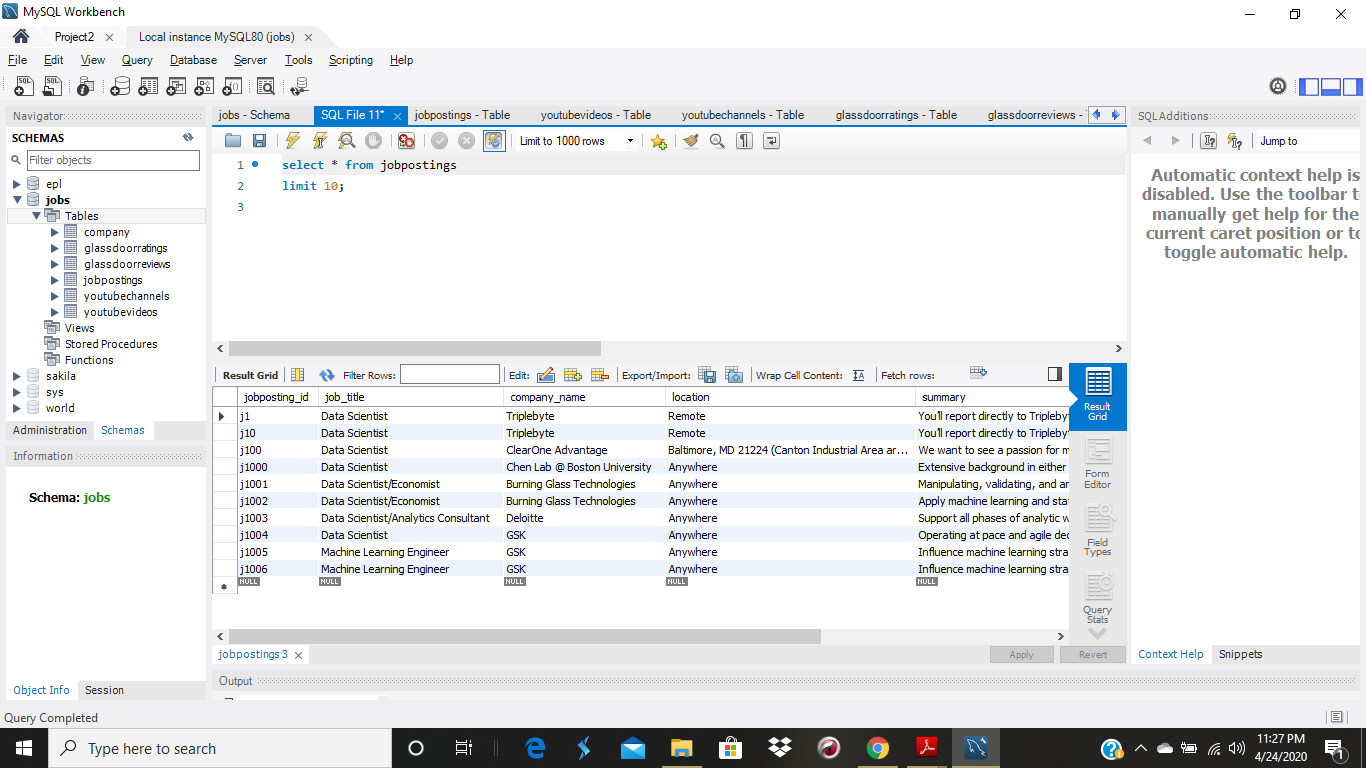 MySQL Workbench
Project2
Local instance MySQL80 (jobs)
File Edit View Query Database Server Tools Scripting Help
Navigator
SCHEMAS
Filter objects
epl
jobs
Tables
company
glassdoorratings
glassdoorreviews
jobpostings
youtubechannels
youtubevideos
Views
Stored Procedures
Functions
sakila
sys
world
Administration Schemas
Information
Schema: jobs
Object Info Session
jobs - Schema SQL File 11* jobpostings - Table youtubevideos - Table youtubechannels - Table glassdoorratings - Table glassdoorreviews -
Limit to 1000 rows
1 select * from jobpostings
2 limit 10;
3
Result Grid Filter Rows: Edit: Export/Import: Wrap Cell Content: Fetch rows:
jobposting_id job_title company_name location summary
j1 Data Scientist Triplebyte Remote You'll report directly to Tripleby
j10 Data Scientist Triplebyte Remote You'll report directly to Tripleby
j100 Data Scientist ClearOne Advantage Baltimore, MD 21224 (Canton Industrial Area ar... We want to see a passion for m
j1000 Data Scientist Chen Lab @ Boston University Anywhere Extensive background in either
j1001 Data Scientist/Economist Burning Glass Technologies Anywhere Manipulating, validating, and ar
j1002 Data Scientist/Economist Burning Glass Technologies Anywhere Apply machine learning and stat
j1003 Data Scientist/Analytics Consultant Deloitte Anywhere Support all phases of analytic w
j1004 Data Scientist GSK Anywhere Operating at pace and agile dec
j1005 Machine Learning Engineer GSK Anywhere Influence machine learning stra
j1006 Machine Learning Engineer GSK Anywhere Influence machine learning stra
NULL NULL NULL NULL NULL
Result Grid
Form Editor
Field Types
Query Stats
jobpostings 3
Apply Revert
Output
SQLAdditions
Jump to
Automatic context help is
disabled. Use the toolbar t
manually get help for the
current caret position or to
toggle automatic help.
Context Help Snippets
Query Completed
Type here to search
11:27 PM
4/24/2020
1